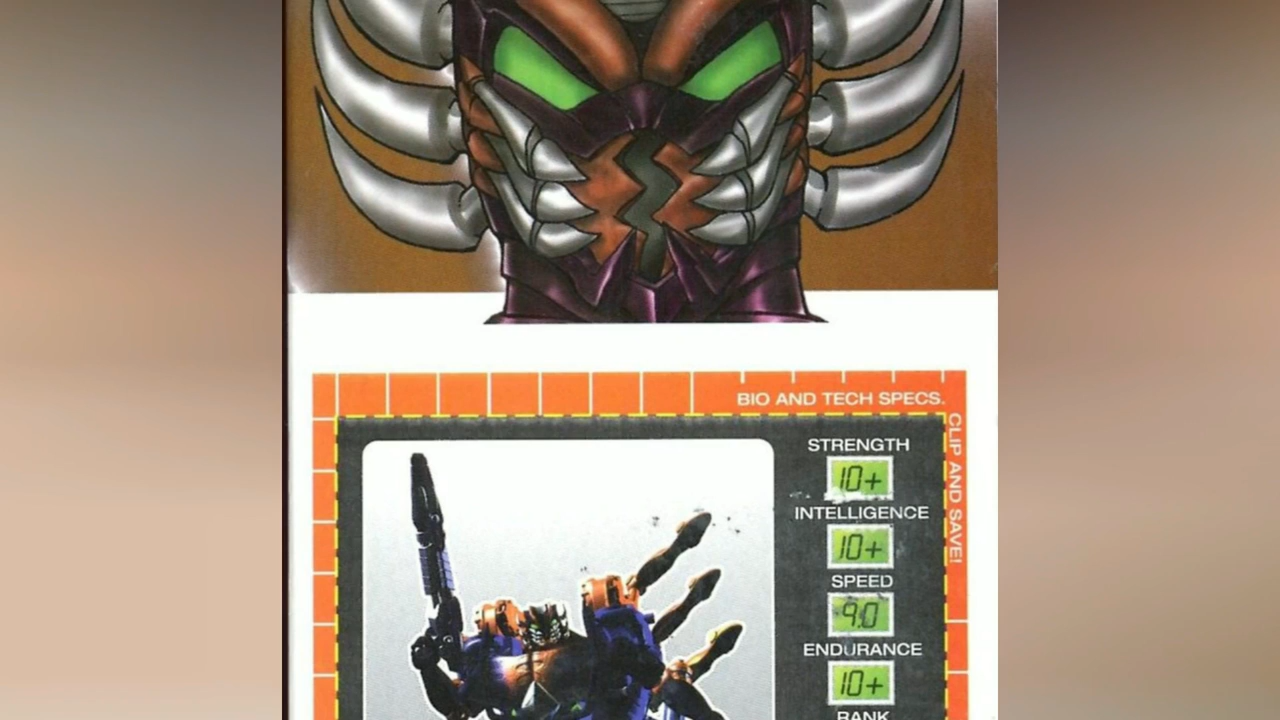 BIO AND TECH SPECS.
CLIP AND SAVE!
STRENGTH
10+
INTELLIGENCE
10+
SPEED
9.0
ENDURANCE
10+
RANK